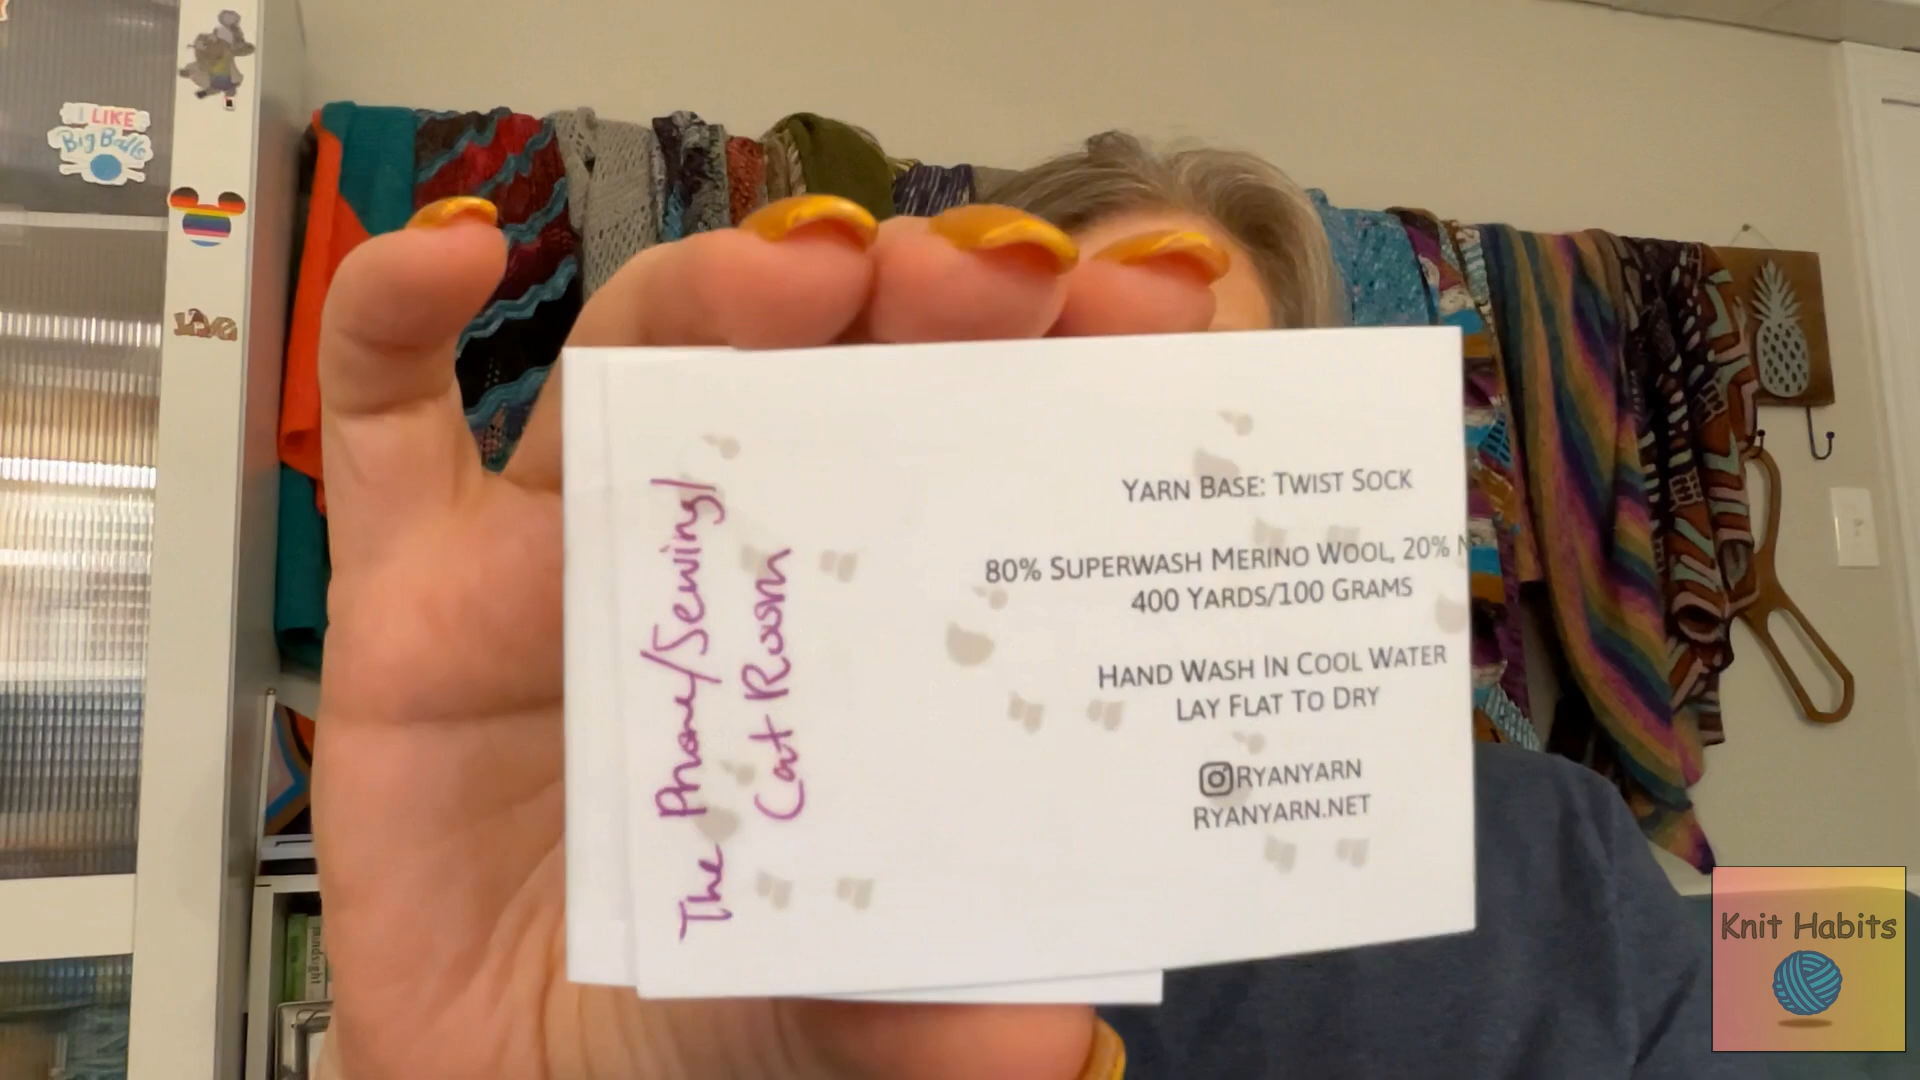 I LIKE
Big Balls
The Phone/Sewing/
Cat Room
YARN BASE: TWIST SOCK
80% SUPERWASH MERINO WOOL, 20% N
400 YARDS/100 GRAMS
HAND WASH IN COOL WATER
LAY FLAT TO DRY
RYANYARN
RYANYARN.NET
mindsight
Knit Habits